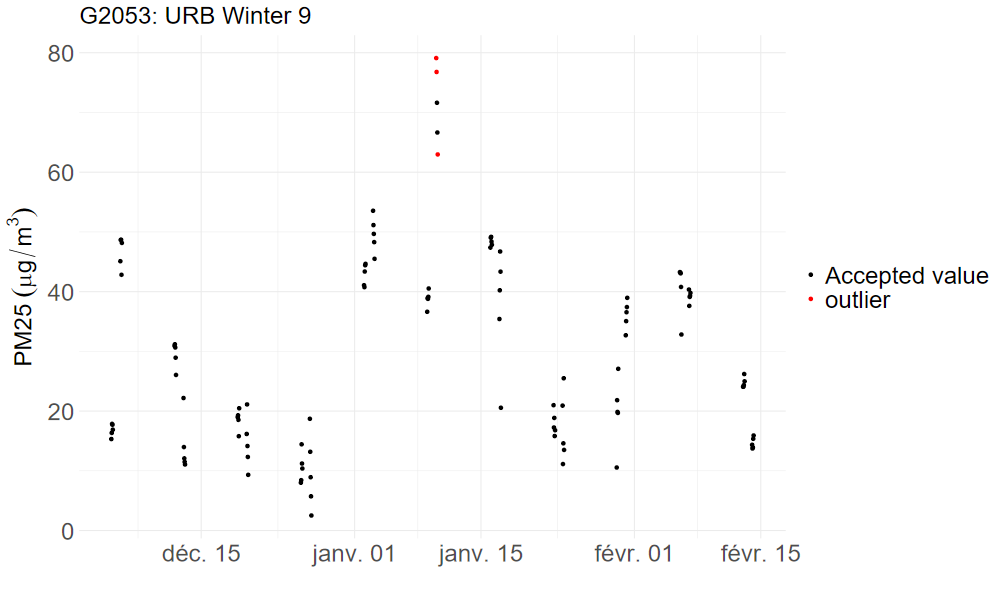 G2053: URB Winter 9
PM25 (μg/m³)
80
60
40
20
0
déc. 15
janv. 01
janv. 15
févr. 01
févr. 15
Accepted value
outlier